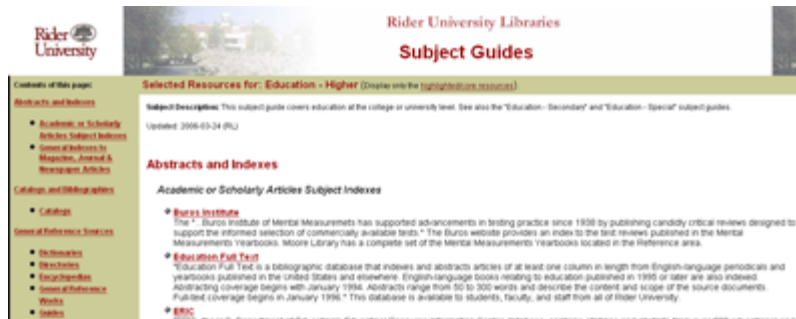 Rider
University
Rider University Libraries
Subject Guides
Contents of this page:
Abstracts and Indexes
Academic or Scholarly
Articles Subject Indexes
General Indexes to
Magazine, Journal &
Newspaper Articles
Catalogs and Bibliographies
Catalogs
General Reference Sources
Dictionaries
Directories
Encyclopedias
General Reference
Works
Guides
Selected Resources for: Education - Higher (Display only the highlighted/core resources)
Subject Description: This subject guide covers education at the college or university level. See also the "Education - Secondary" and "Education - Special" subject guides.
Updated: 2006-03-24 (RL)
Abstracts and Indexes
Academic or Scholarly Articles Subject Indexes
Buros Institute
The "...Buros Institute of Mental Measurements has supported advancements in testing practice since 1938 by publishing candidly critical reviews designed to
support the informed selection of commercially available tests." The Buros website provides an index to the test reviews published in the Mental
Measurements Yearbooks. Moore Library has a complete set of the Mental Measurements Yearbooks located in the Reference area.
Education Full Text
"Education Full Text is a bibliographic database that indexes and abstracts articles of at least one column in length from English-language periodicals and
yearbooks published in the United States and elsewhere. English-language books relating to education published in 1995 or later are also indexed.
Abstracting coverage begins with January 1994. Abstracts range from 50 to 300 words and describe the content and scope of the source documents.
Full-text coverage begins in January 1996." This database is available to students, faculty, and staff from all of Rider University.
ERIC